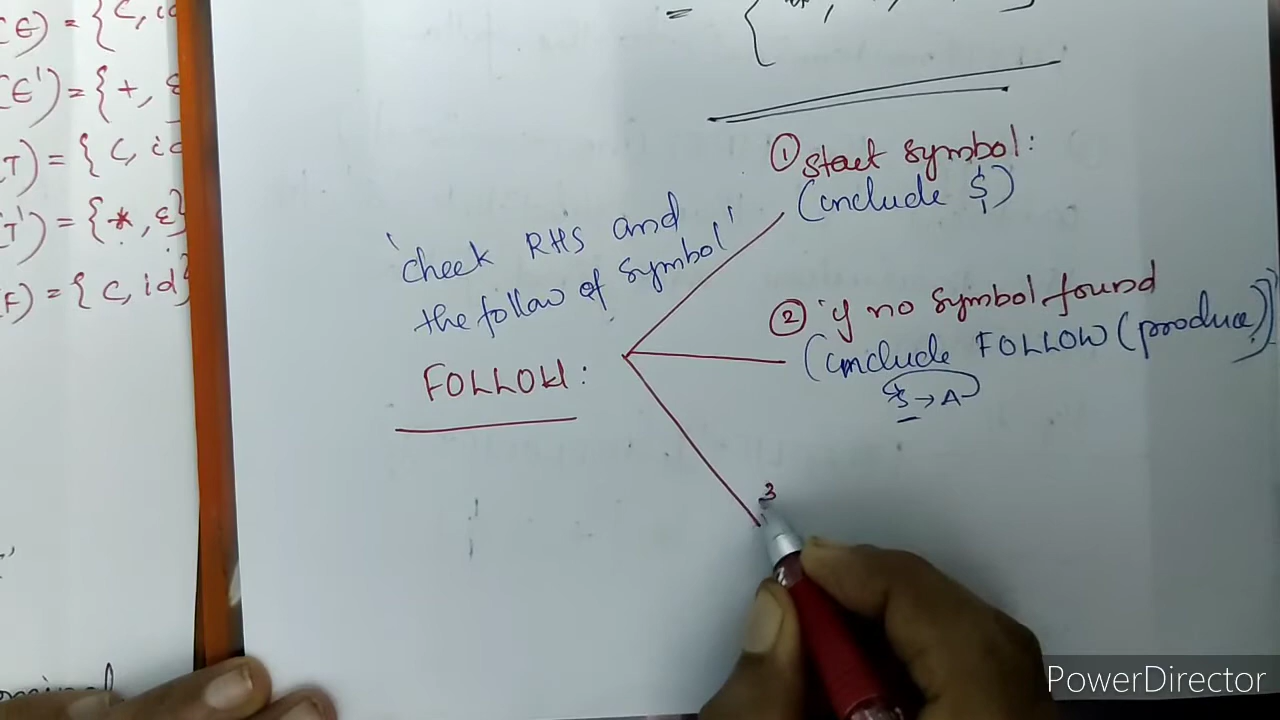 (E) = {C, id
(E') = {+, ε
(T) = { C, id
(T') = {*, ε}
(F) = { C, id}
= {
① start symbol:
(include $)
'check RHS and
the follow of symbol'
FOLLOW:
② if no symbol found
(include FOLLOW (produce))
S → A
3
PowerDirector